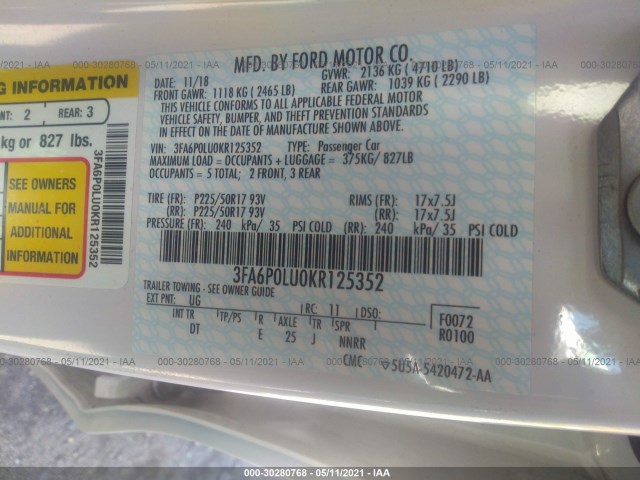 000-30280768 - 05/11/2021 - IAA
G INFORMATION
NT: 2 REAR: 3
kg or 827 lbs.
SEE OWNERS
MANUAL FOR
ADDITIONAL
INFORMATION
3FA6P0LU0KR125352
MFD. BY FORD MOTOR CO.
11/18 GVWR: 2136 KG ( 4710 LB)
FRONT GAWR: 1118 KG ( 2465 LB) REAR GAWR: 1039 KG ( 2290 LB)
THIS VEHICLE CONFORMS TO ALL APPLICABLE FEDERAL MOTOR
VEHICLE SAFETY, BUMPER, AND THEFT PREVENTION STANDARDS
IN EFFECT ON THE DATE OF MANUFACTURE SHOWN ABOVE.
VIN: 3FA6P0LU0KR125352 TYPE: Passenger Car
MAXIMUM LOAD = OCCUPANTS + LUGGAGE = 375KG/ 827LB
OCCUPANTS = 5 TOTAL; 2 FRONT, 3 REAR
TIRE (FR): P225/50R17 93V RIMS (FR): 17x7.5J
(RR): P225/50R17 93V (RR): 17x7.5J
PRESSURE (FR): 240 kPa/ 35 PSI COLD (RR): 240 kPa/ 35 PSI COLD
3FA6P0LU0KR125352
TRAILER TOWING - SEE OWNER GUIDE
EXT PNT: UG RC: 11 DSO:
INT TR TP/PS R AXLE TR SPR F0072
DT E 25 J NNRR R0100
CMC 5U5A-5420472-AA
000-30280768 - 05/11/2021 - IAA